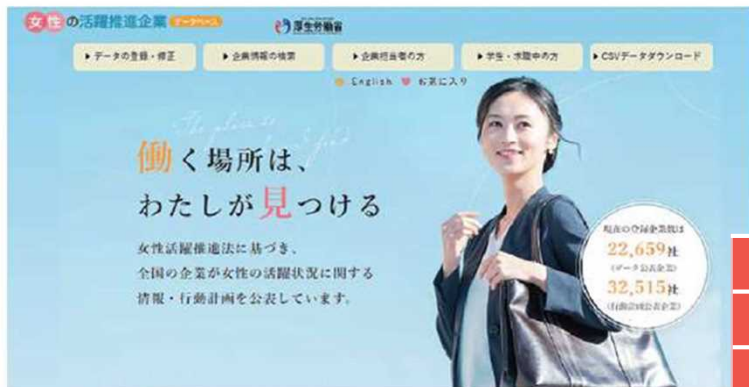 女性の活躍推進企業 データベース
厚生労働省
▶データの登録・修正
▶企業情報の検索
▶企業担当者の方
▶学生・求職中の方
▶CSVデータダウンロード
English
お気に入り
働く場所は、
わたしが見つける
女性活躍推進法に基づき、
全国の企業が女性の活躍状況に関する
情報・行動計画を公表しています。
現在の登録企業数は
22,659社
(データ公表企業)
32,515社
(行動計画公表企業)